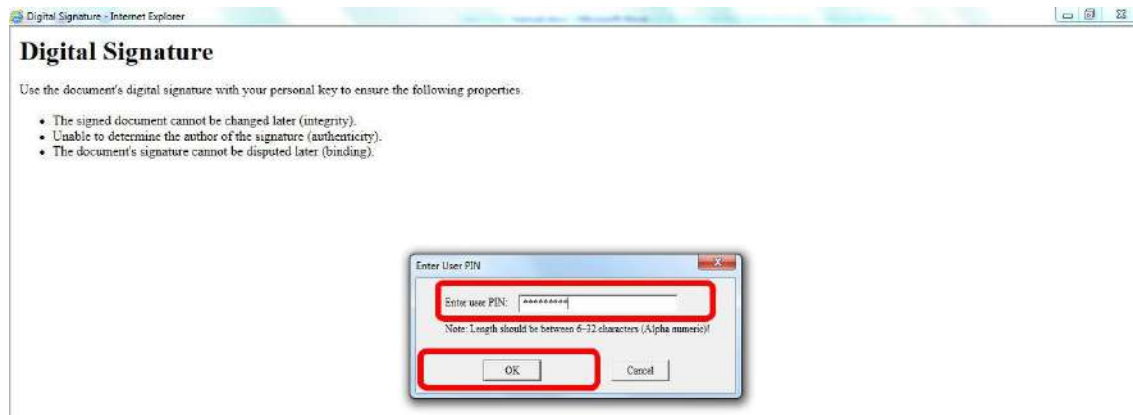 Digital Signature - Internet Explorer
Digital Signature
Use the document's digital signature with your personal key to ensure the following properties.
• The signed document cannot be changed later (integrity).
• Unable to determine the author of the signature (authenticity).
• The document's signature cannot be disputed later (binding).
Enter User PIN
Enter user PIN: *********
Note: Length should be between 6-32 characters (Alpha numeric)!
OK Cancel